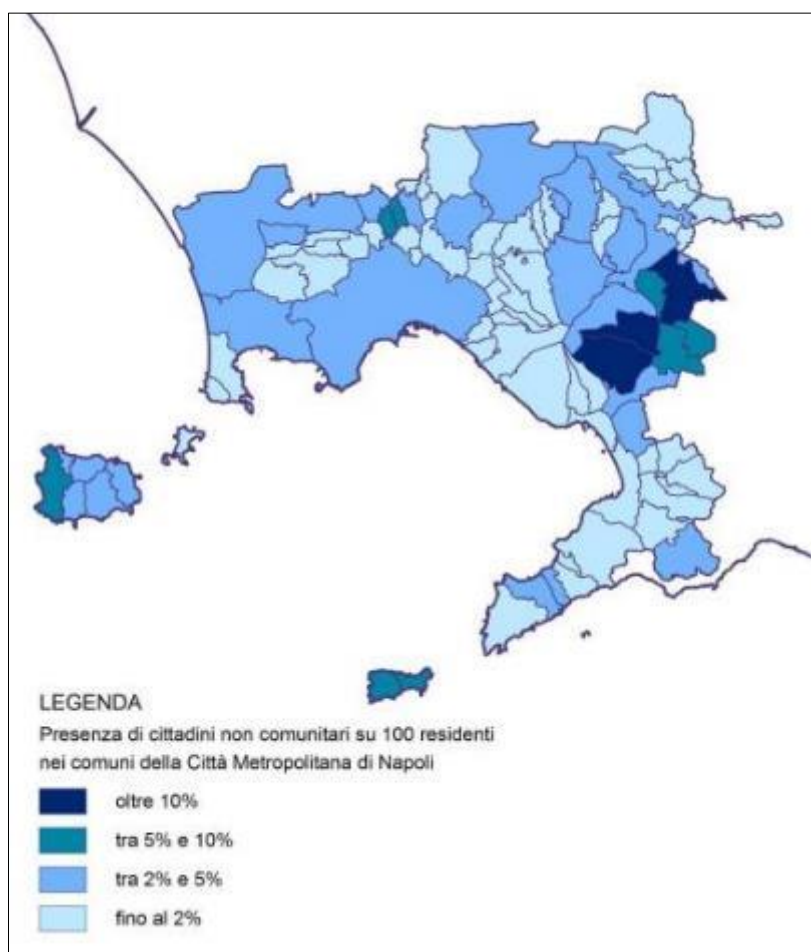 LEGENDA
Presenza di cittadini non comunitari su 100 residenti
nei comuni della Città Metropolitana di Napoli
oltre 10%
tra 5% e 10%
tra 2% e 5%
fino al 2%